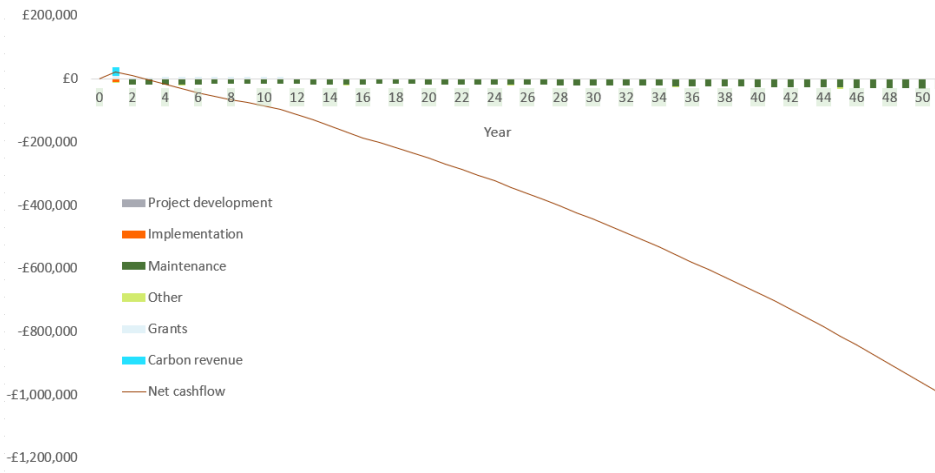 £200,000
£0
0 2 4 6 8 10 12 14 16 18 20 22 24 26 28 30 32 34 36 38 40 42 44 46 48 50
Year
-£200,000
-£400,000
Project development
Implementation
-£600,000
Maintenance
Other
-£800,000
Grants
Carbon revenue
-£1,000,000
Net cashflow
-£1,200,000